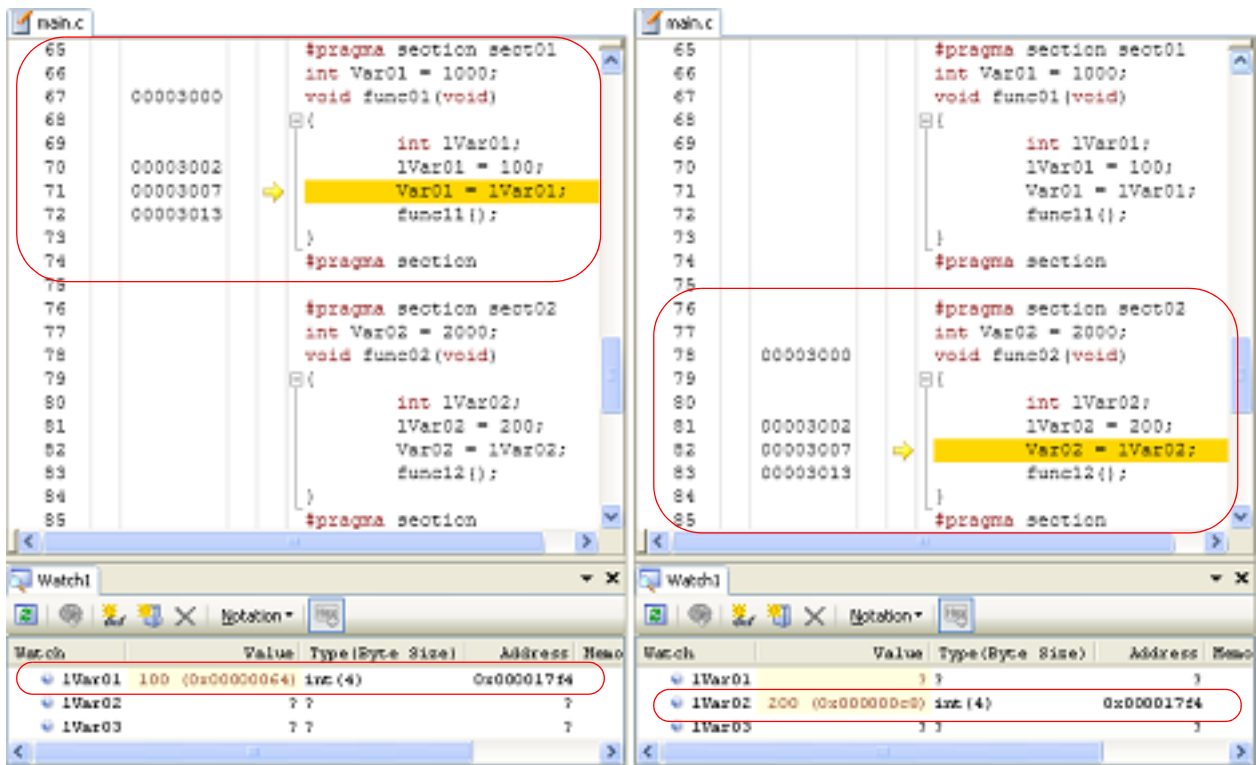 main.c
65 #pragma section sect01
66 int Var01 = 1000;
67 00003000 void func01(void)
68 {
69 int lVar01;
70 00003002 lVar01 = 100;
71 00003007 Var01 = lVar01;
72 00003013 func11();
73 }
74 #pragma section
75
76 #pragma section sect02
77 int Var02 = 2000;
78 void func02(void)
79 {
80 int lVar02;
81 lVar02 = 200;
82 Var02 = lVar02;
83 func12();
84 }
85 #pragma section
Watch1
Notation
Watch Value Type(Byte Size) Address Memo
lVar01 100 (0x00000064) int(4) 0x000017f4
lVar02 ? ? ?
lVar03 ? ? ?
main.c
65 #pragma section sect01
66 int Var01 = 1000;
67 void func01(void)
68 {
69 int lVar01;
70 lVar01 = 100;
71 Var01 = lVar01;
72 func11();
73 }
74 #pragma section
75
76 #pragma section sect02
77 int Var02 = 2000;
78 00003000 void func02(void)
79 {
80 int lVar02;
81 00003002 lVar02 = 200;
82 00003007 Var02 = lVar02;
83 00003013 func12();
84 }
85 #pragma section
Watch1
Notation
Watch Value Type(Byte Size) Address Memo
lVar01 ? ? ?
lVar02 200 (0x000000c8) int(4) 0x000017f4
lVar03 ? ? ?